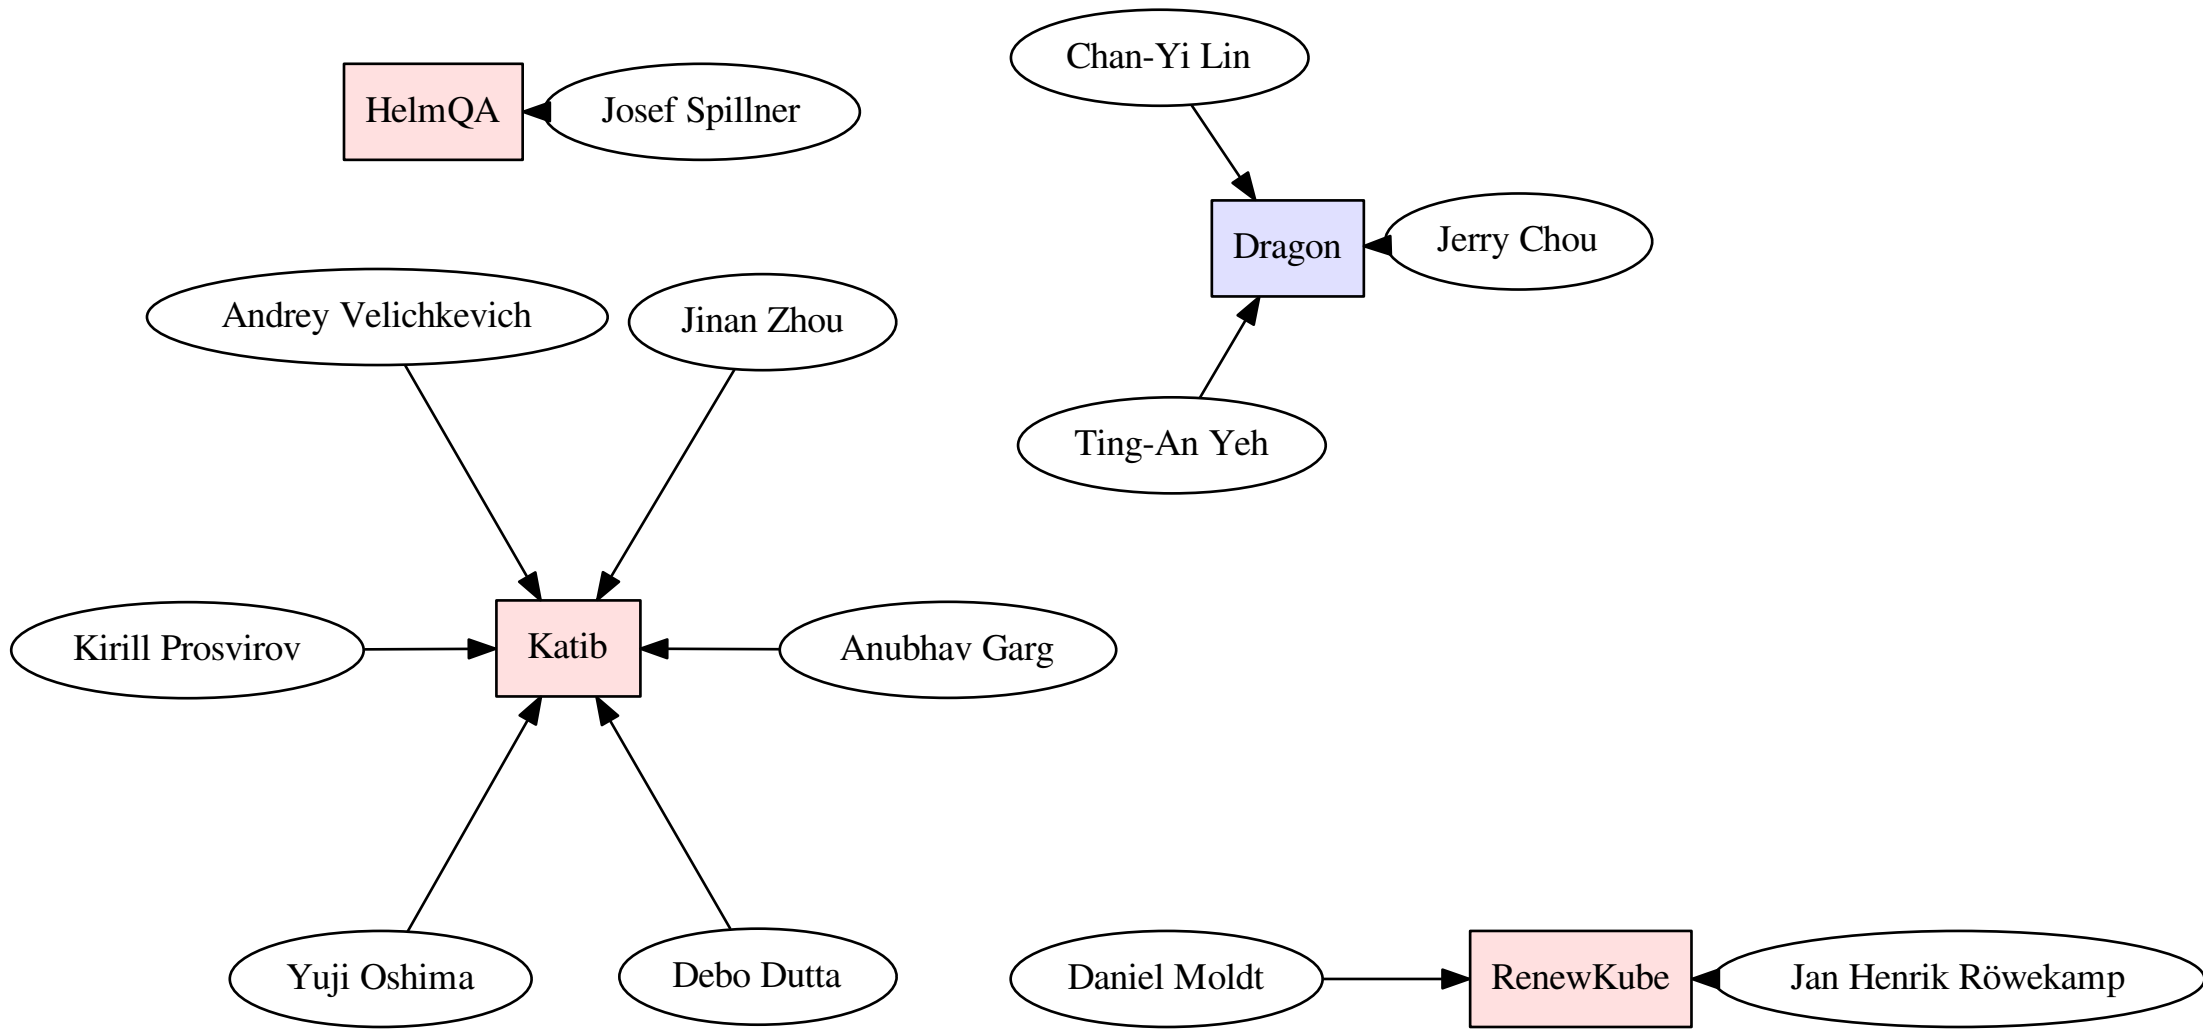 Chan-Yi Lin
HelmQA
Josef Spillner
Jerry Chou
Dragon
Andrey Velichkevich
Jinan Zhou
Ting-An Yeh
Kirill Prosvirov
Katib
Anubhav Garg
Yuji Oshima
Debo Dutta
Daniel Moldt
RenewKube
Jan Henrik Röwekamp